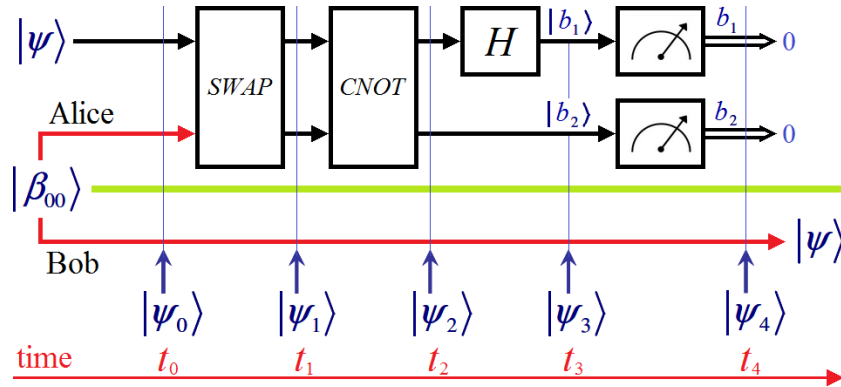 |ψ⟩ SWAP CNOT H |b₁⟩ b₁ 0
Alice |b₂⟩ b₂ 0
|β₀₀⟩
Bob |ψ⟩
|ψ₀⟩ |ψ₁⟩ |ψ₂⟩ |ψ₃⟩ |ψ₄⟩
time t₀ t₁ t₂ t₃ t₄